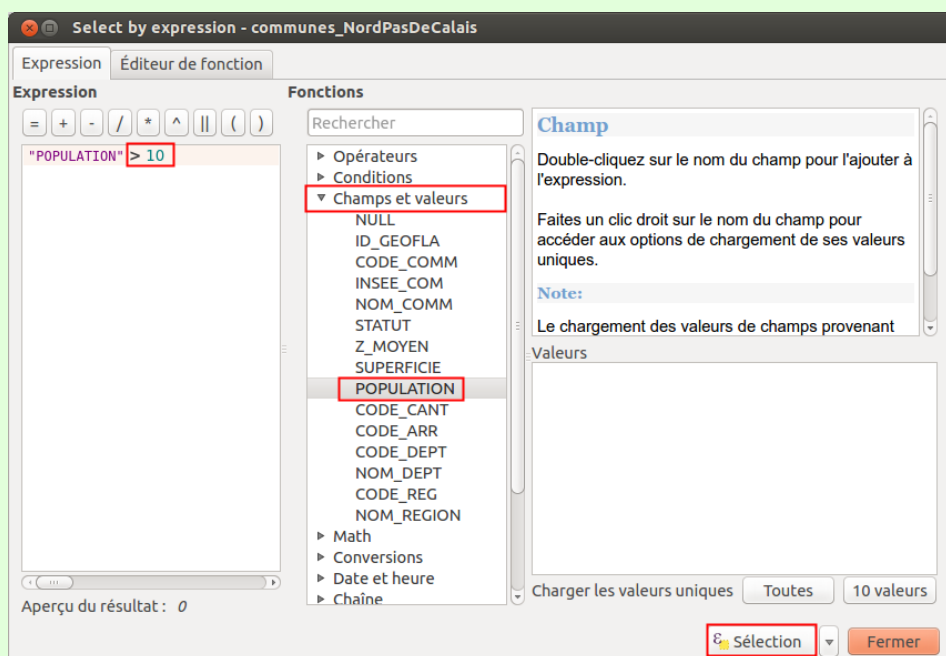 Select by expression - communes_NordPasDeCalais
Expression Éditeur de fonction
Expression
= + - / * ^ || ( )
"POPULATION" > 10
Aperçu du résultat : 0
Fonctions
Rechercher
Opérateurs
Conditions
Champs et valeurs
NULL
ID_GEOFLA
CODE_COMM
INSEE_COM
NOM_COMM
STATUT
Z_MOYEN
SUPERFICIE
POPULATION
CODE_CANT
CODE_ARR
CODE_DEPT
NOM_DEPT
CODE_REG
NOM_REGION
Math
Conversions
Date et heure
Chaîne
Champ
Double-cliquez sur le nom du champ pour l'ajouter à
l'expression.
Faites un clic droit sur le nom du champ pour
accéder aux options de chargement de ses valeurs
uniques.
Note:
Le chargement des valeurs de champs provenant
Valeurs
Charger les valeurs uniques Toutes 10 valeurs
ε Sélection Fermer